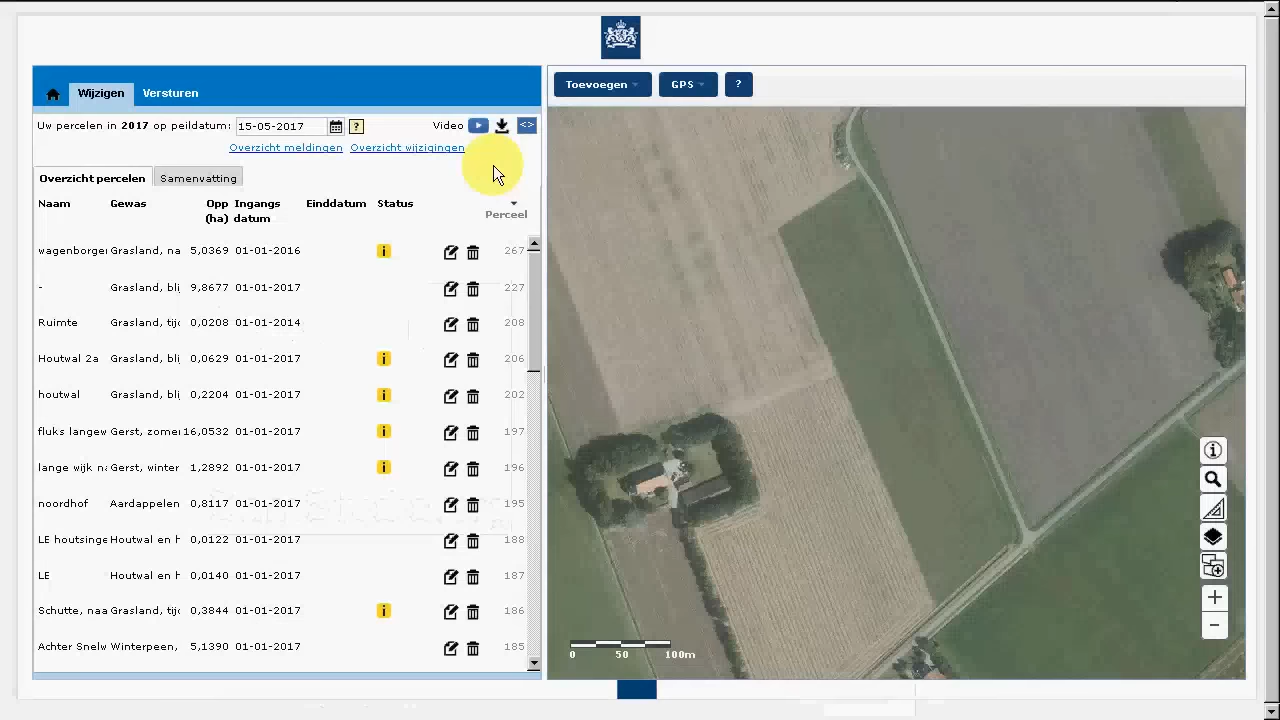 Wijzigen Versturen
Toevoegen GPS ?
Uw percelen in 2017 op peildatum: 15-05-2017 ? Video <>
Overzicht meldingen Overzicht wijzigingen
Overzicht percelen Samenvatting
Naam Gewas Opp (ha) Ingangs datum Einddatum Status Perceel
wagenborger Grasland, na 5,0369 01-01-2016 i 267
- Grasland, blij 9,8677 01-01-2017 227
Ruimte Grasland, tijd 0,0208 01-01-2014 208
Houtwal 2a Grasland, blij 0,0629 01-01-2017 i 206
houtwal Grasland, blij 0,2204 01-01-2017 i 202
fluks langew Gerst, zomer 16,0532 01-01-2017 i 197
lange wijk na Gerst, winter 1,2892 01-01-2017 i 196
noordhof Aardappelen 0,8117 01-01-2017 195
LE houtsinge Houtwal en h 0,0122 01-01-2017 188
LE Houtwal en h 0,0140 01-01-2017 187
Schutte, naa Grasland, tijd 0,3844 01-01-2017 i 186
Achter Snelw Winterpeen, 5,1390 01-01-2017 185
0 50 100m